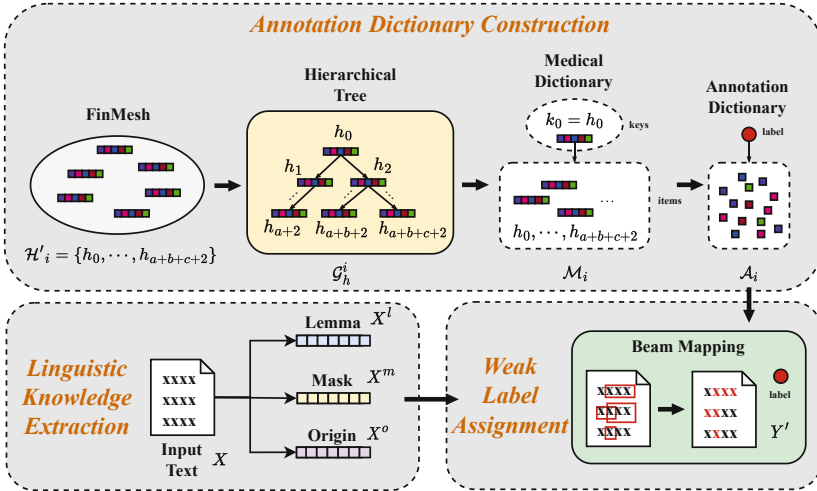 Annotation Dictionary Construction
FinMesh
ℋ'ᵢ = {h₀, ⋯, hₐ₊b₊c₊₂}
Hierarchical
Tree
h₀
h₁
h₂
hₐ₊₂
hₐ₊b₊₂
hₐ₊b₊c₊₂
𝒢ₕⁱ
Medical
Dictionary
k₀ = h₀
keys
...
h₀, ⋯, hₐ₊b₊c₊₂
items
ℳᵢ
Annotation
Dictionary
label
𝒜ᵢ
Linguistic
Knowledge
Extraction
xxxx
xxxx
xxxx
Input
Text
X
Lemma Xˡ
Mask Xᵐ
Origin Xᵒ
Weak
Label
Assignment
Beam Mapping
xxxx
xxxx
xxxx
xxxx
xxxx
xxxx
label
Y′